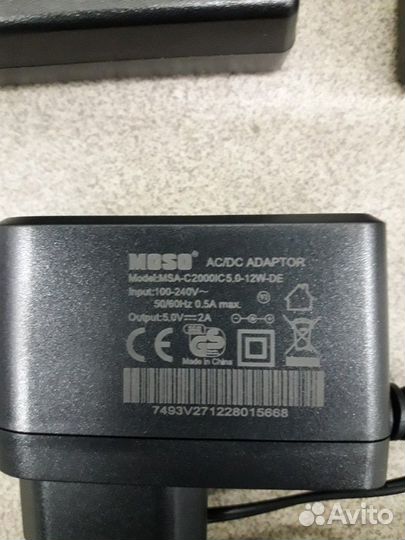 MOSO® AC/DC ADAPTOR
Model:MSA-C2000IC5.0-12W-DE
Input:100-240V~
50/60Hz 0.5A max.
Output:5.0V⎓2A
CE
Made in China
7493V271228015668
Avito